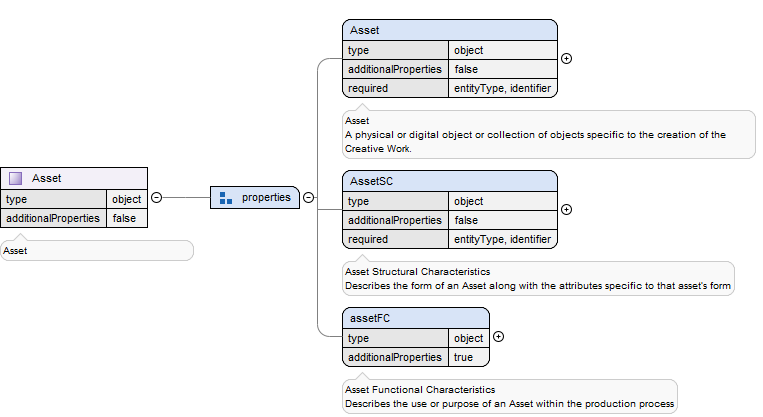 Asset
type object
additionalProperties false
required entityType, identifier
Asset
A physical or digital object or collection of objects specific to the creation of the
Creative Work.
Asset
type object
additionalProperties false
Asset
properties
AssetSC
type object
additionalProperties false
required entityType, identifier
Asset Structural Characteristics
Describes the form of an Asset along with the attributes specific to that asset's form
assetFC
type object
additionalProperties true
Asset Functional Characteristics
Describes the use or purpose of an Asset within the production process